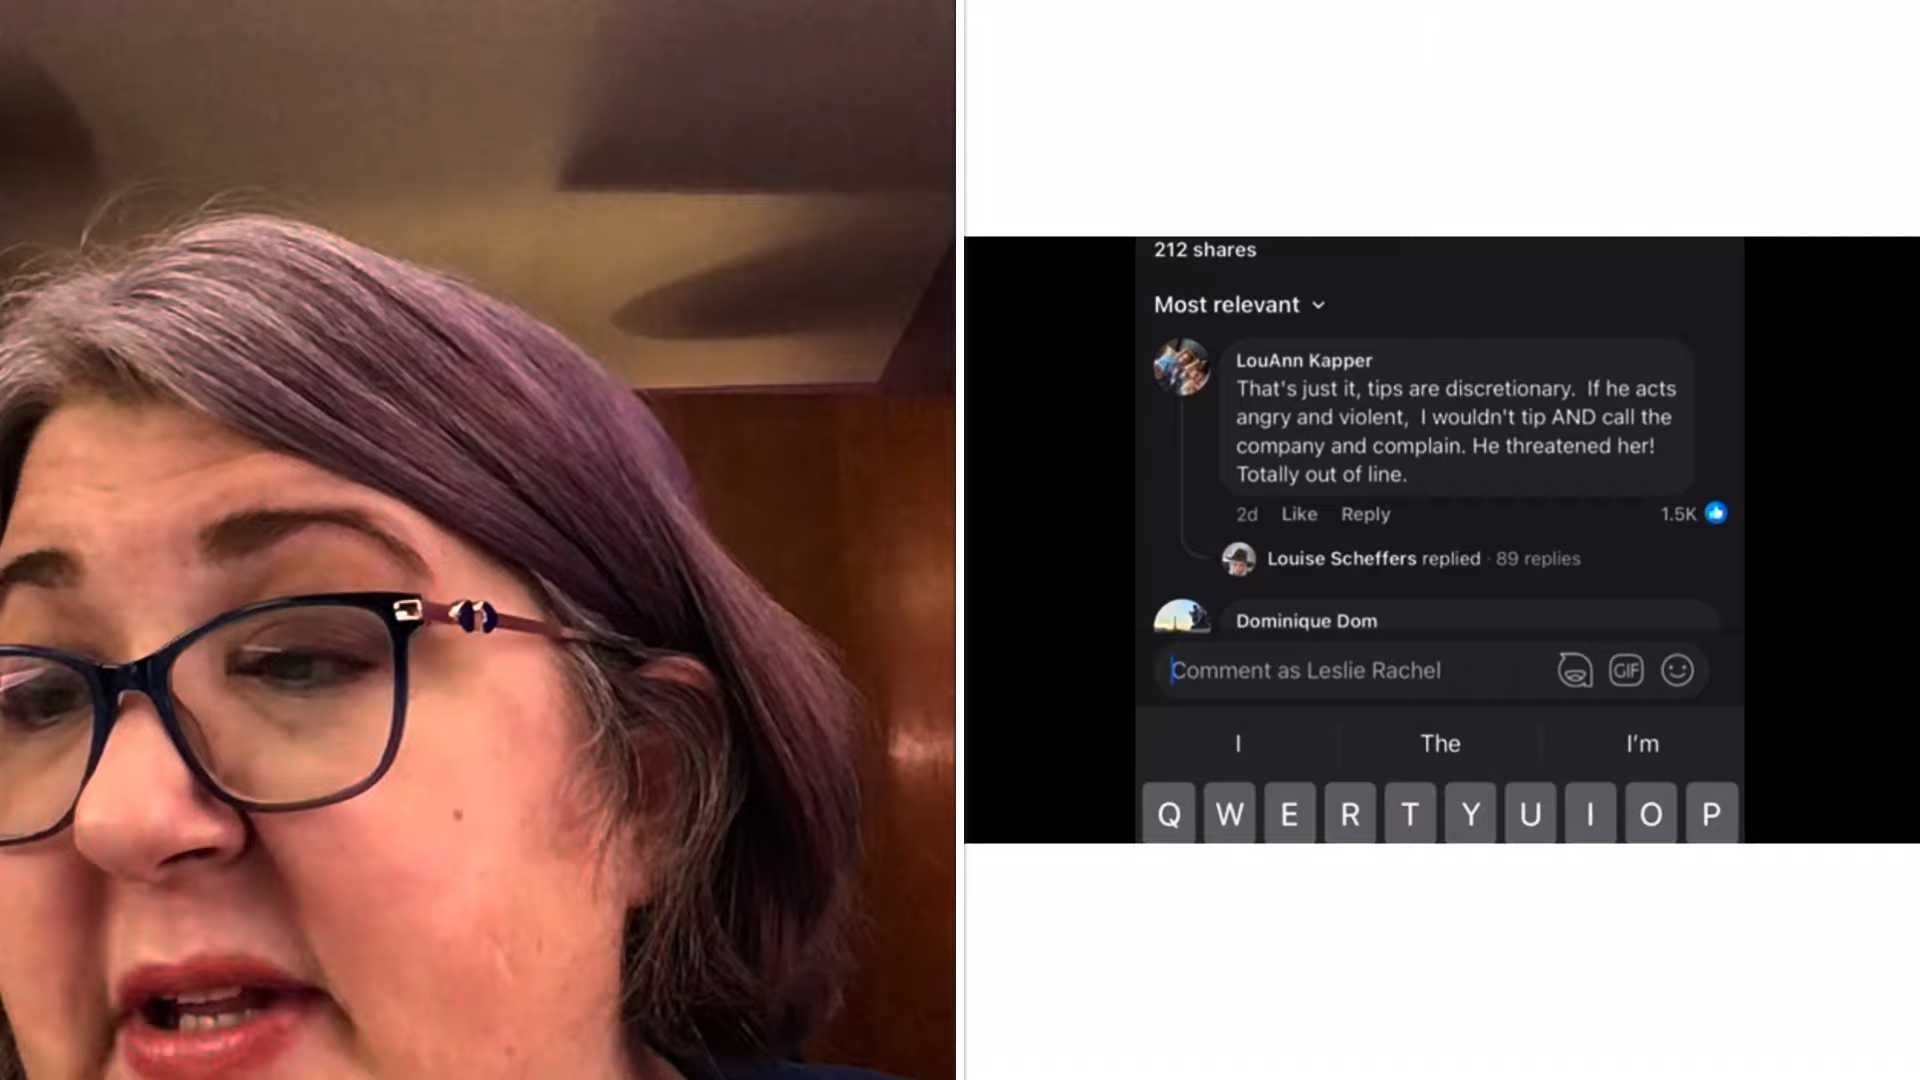 212 shares
Most relevant
LouAnn Kapper
That's just it, tips are discretionary. If he acts
angry and violent, I wouldn't tip AND call the
company and complain. He threatened her!
Totally out of line.
2d Like Reply 1.5K
Louise Scheffers replied · 89 replies
Dominique Dom
Comment as Leslie Rachel GIF
I The I'm
Q W E R T Y U I O P